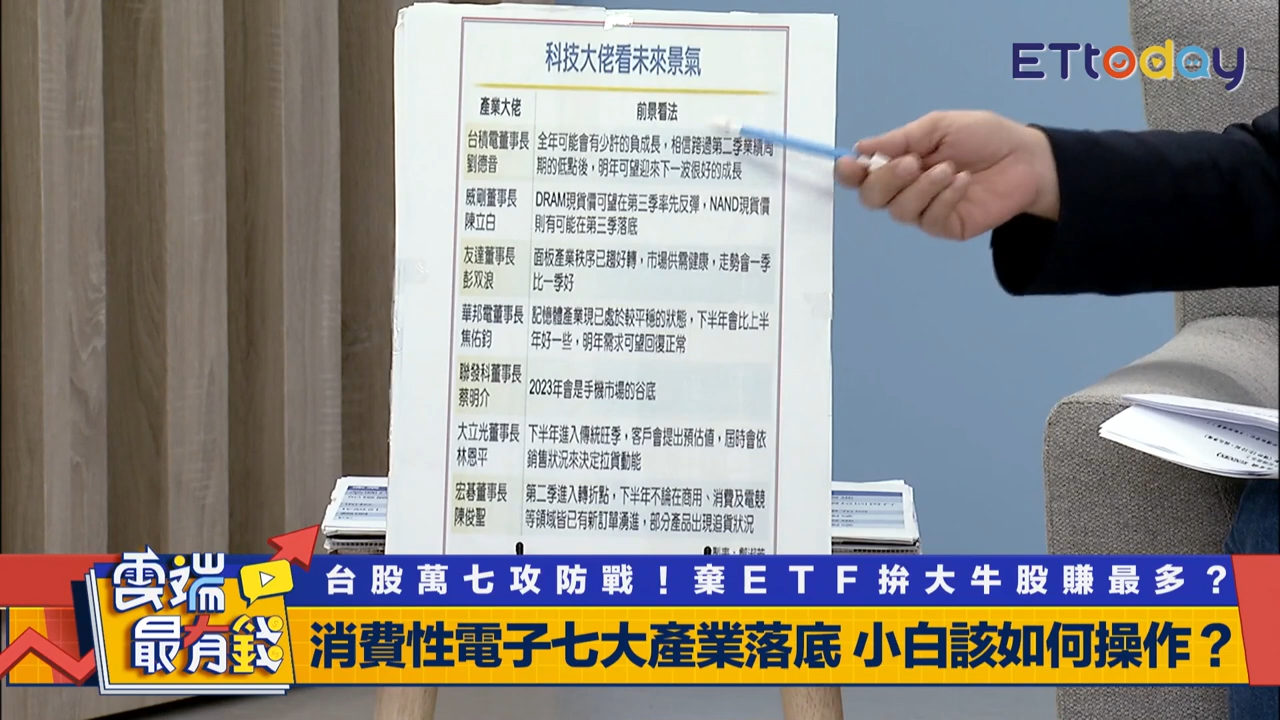 ETtoday
科技大佬看未來景氣
產業大佬
前景看法
台積電董事長
劉德音
全年可能會有少許的負成長，相信跨過第二季業績周
期的低點後，明年可望迎來下一波很好的成長
威剛董事長
陳立白
DRAM現貨價可望在第三季率先反彈，NAND現貨價
則有可能在第三季落底
友達董事長
彭双浪
面板產業秩序已趨好轉，市場供需健康，走勢會一季
比一季好
華邦電董事長
焦佑鈞
記憶體產業現已處於較平穩的狀態，下半年會比上半
年好一些，明年需求可望回復正常
聯發科董事長
蔡明介
2023年會是手機市場的谷底
大立光董事長
林恩平
下半年進入傳統旺季，客戶會提出預估值，屆時會依
銷售狀況來決定拉貨動能
宏碁董事長
陳俊聖
第二季進入轉折點，下半年不論在商用、消費及電競
等領域皆已有新訂單湧進，部分產品出現追貨狀況
雲端
最有錢
台股萬七攻防戰！棄ETF拚大牛股賺最多？
消費性電子七大產業落底 小白該如何操作？